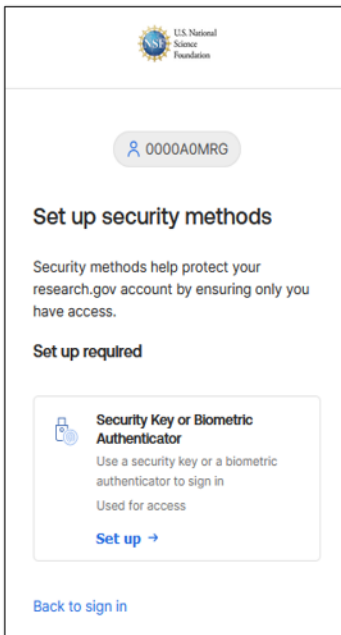 NSF
U.S. National
Science
Foundation
0000A0MRG
Set up security methods
Security methods help protect your
research.gov account by ensuring only you
have access.
Set up required
Security Key or Biometric
Authenticator
Use a security key or a biometric
authenticator to sign in
Used for access
Set up →
Back to sign in